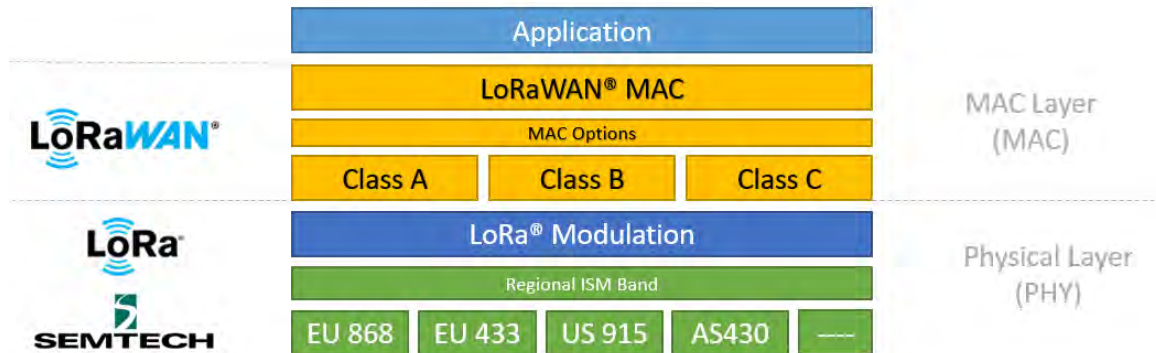 Application
LoRaWAN® MAC
MAC Layer
(MAC)
LoRaWAN®
MAC Options
Class A Class B Class C
LoRa® Modulation
LoRa®
Physical Layer
(PHY)
Regional ISM Band
SEMTECH
EU 868 EU 433 US 915 AS430 ----